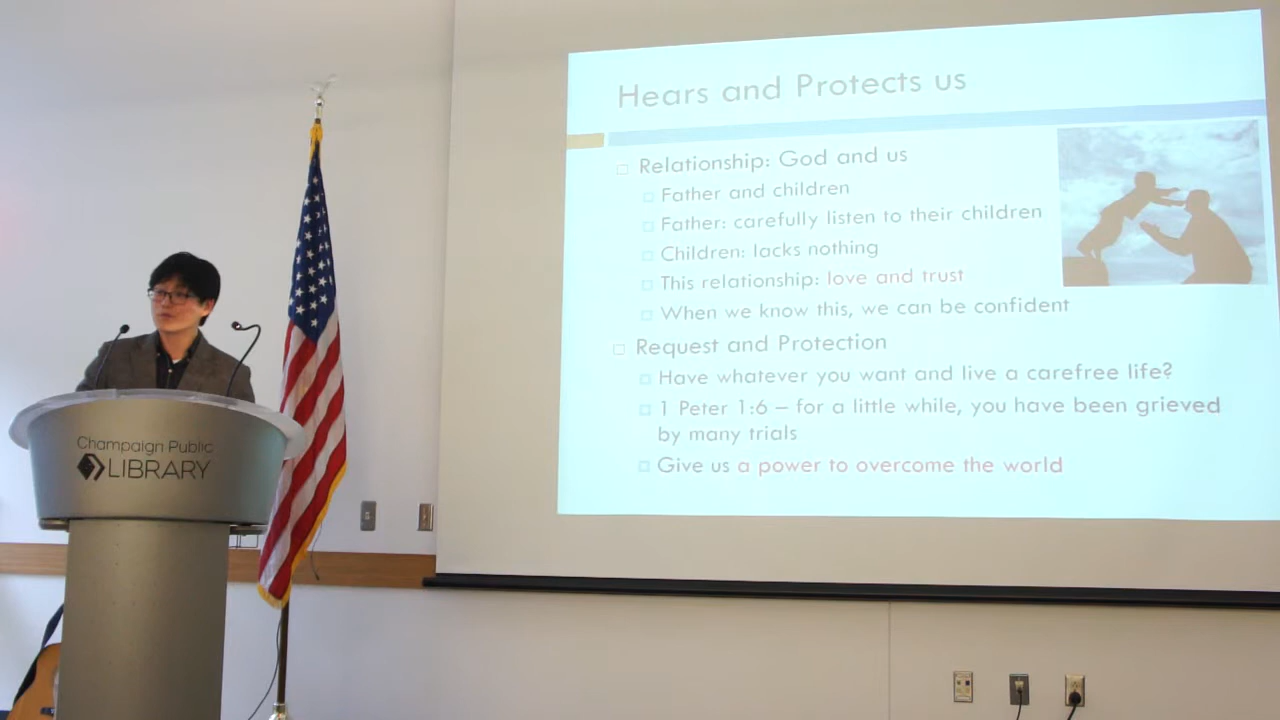 Hears and Protects us
Relationship: God and us
Father and children
Father: carefully listen to their children
Children: lacks nothing
This relationship: love and trust
When we know this, we can be confident
Request and Protection
Have whatever you want and live a carefree life?
1 Peter 1:6 – for a little while, you have been grieved
by many trials
Give us a power to overcome the world
Champaign Public
LIBRARY